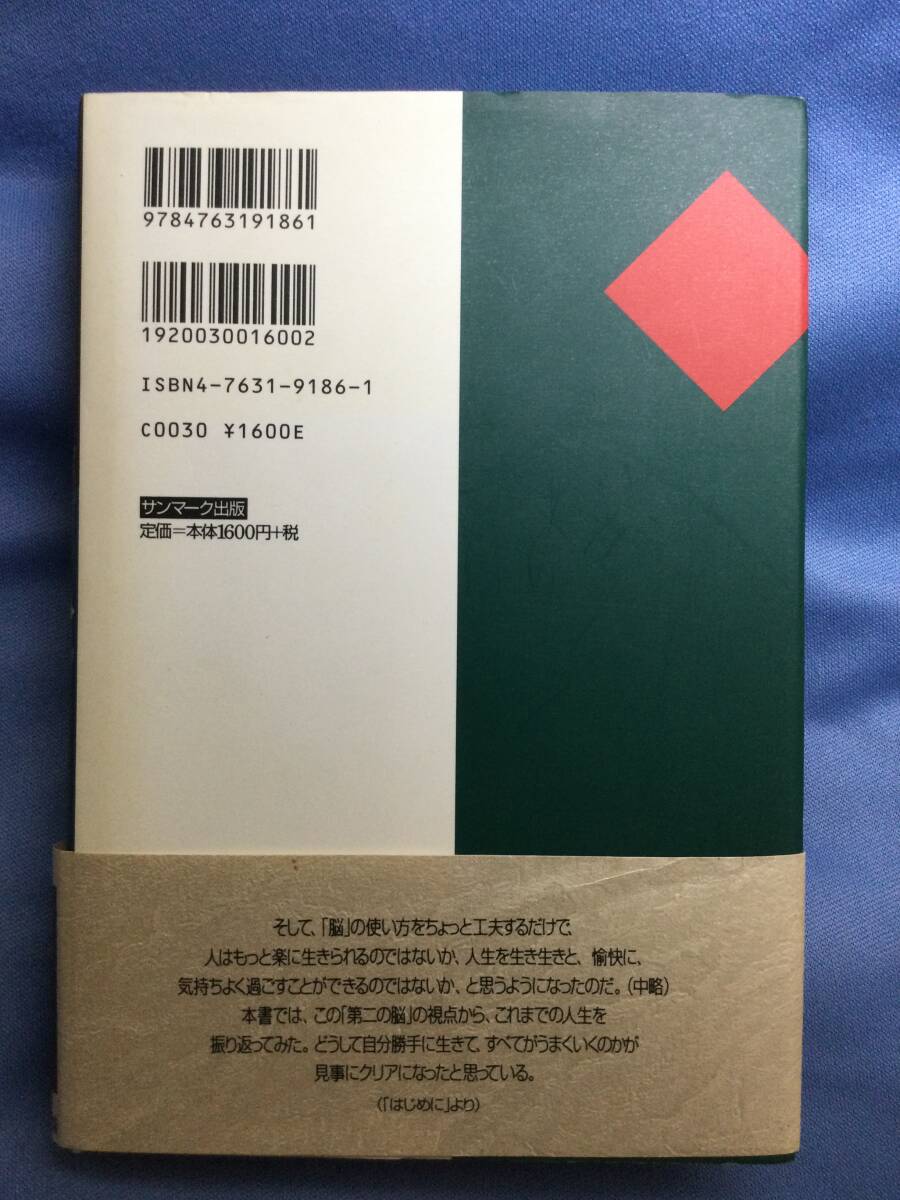 9784763191861
1920030016002
ISBN4-7631-9186-1
C0030 ¥1600E
サンマーク出版
定価=本体1600円+税
そして、「脳」の使い方をちょっと工夫するだけで、
人はもっと楽に生きられるのではないか、人生を生き生きと、愉快に、
気持ちよく過ごすことができるのではないか、と思うようになったのだ。(中略)
本書では、この「第二の脳」の視点から、これまでの人生を
振り返ってみた。どうして自分勝手に生きて、すべてがうまくいくのかが
見事にクリアになったと思っている。
(「はじめに」より)